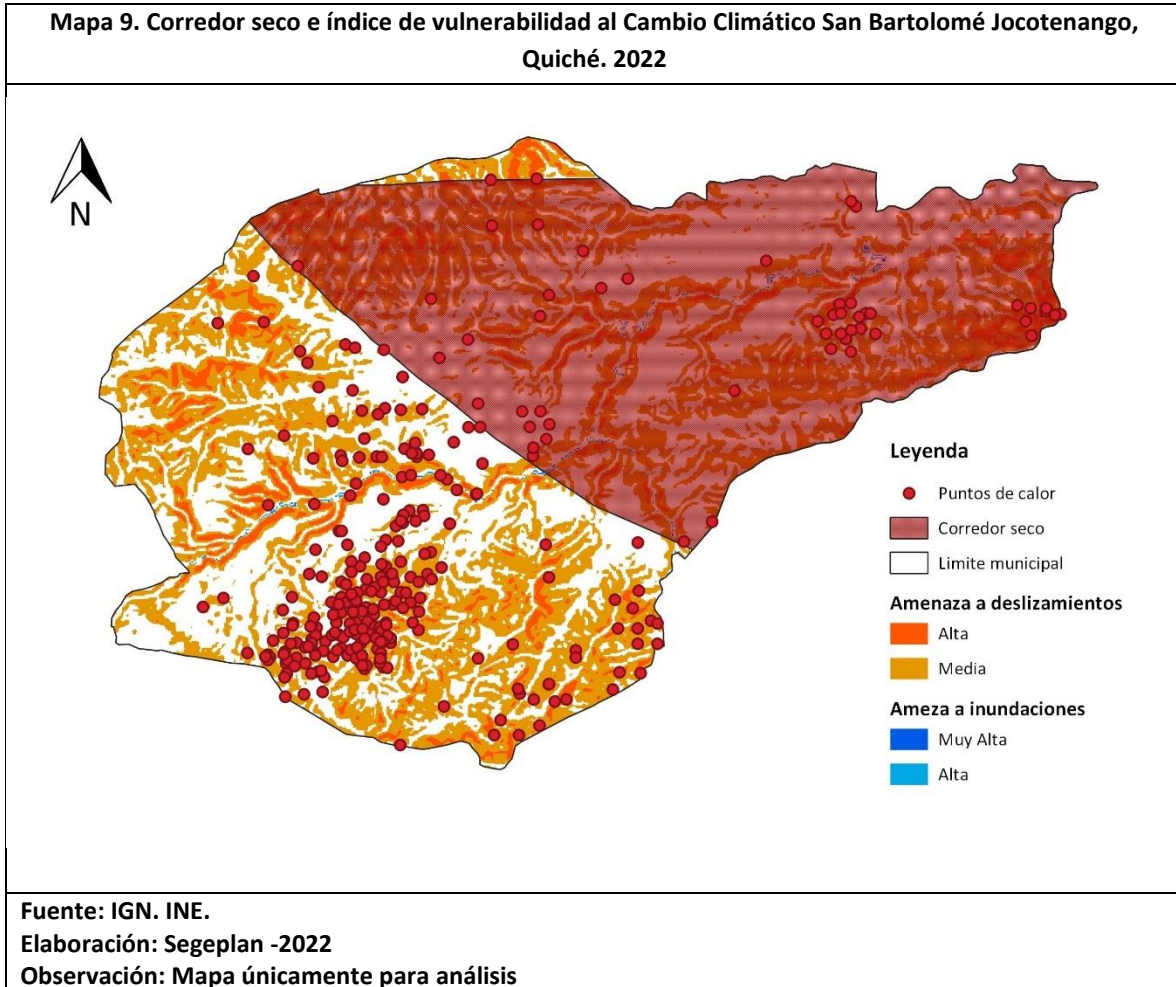 Mapa 9. Corredor seco e índice de vulnerabilidad al Cambio Climático San Bartolomé Jocotenango,
Quiché. 2022
N
Leyenda
Puntos de calor
Corredor seco
Limite municipal
Amenaza a deslizamientos
Alta
Media
Ameza a inundaciones
Muy Alta
Alta
Fuente: IGN. INE.
Elaboración: Segeplan -2022
Observación: Mapa únicamente para análisis